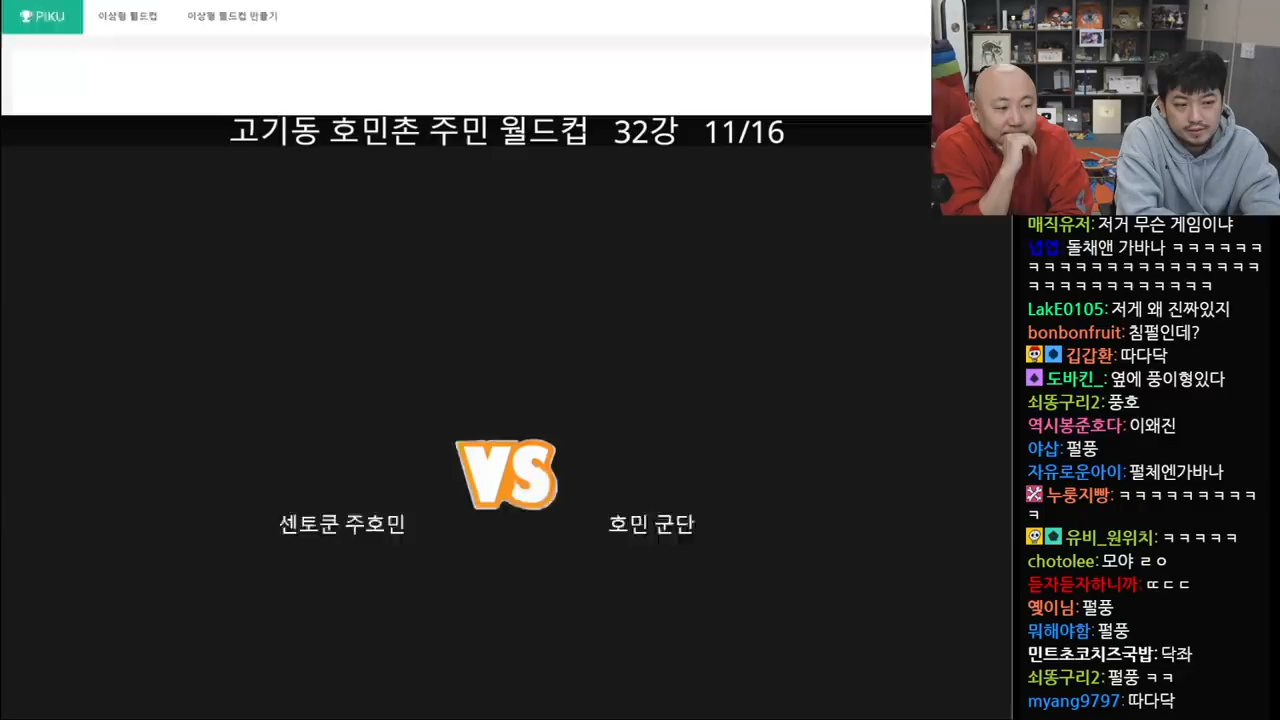 PIKU 이상형 월드컵 이상형 월드컵 만들기
고기동 호민촌 주민 월드컵 32강 11/16
VS
센토쿤 주호민
호민 군단
매직유저: 저거 무슨 게임이냐
냽엽 돌채앤 가바나 ㅋㅋㅋㅋㅋㅋ
ㅋㅋㅋㅋㅋㅋㅋㅋㅋㅋㅋㅋㅋㅋㅋ
ㅋㅋㅋㅋㅋㅋㅋㅋㅋㅋㅋㅋ
LakE0105: 저게 왜 진짜있지
bonbonfruit: 침펄인데?
김갑환: 따다닥
도바킨_: 옆에 풍이형있다
쇠똥구리2: 풍호
역시봉준호다: 이왜진
야삽: 펄풍
자유로운아이: 펄체엔가바나
누룽지빵: ㅋㅋㅋㅋㅋㅋㅋㅋㅋ
ㅋ
유비_원위치: ㅋㅋㅋㅋㅋ
chotolee: 모야 ㄹㅇ
듣자듣자하니까: ㄸㄷㄷ
옞이님: 펄풍
뭐해야함: 펄풍
민트초코치즈국밥: 닥좌
쇠똥구리2: 펄풍 ㅋㅋ
myang9797: 따다닥